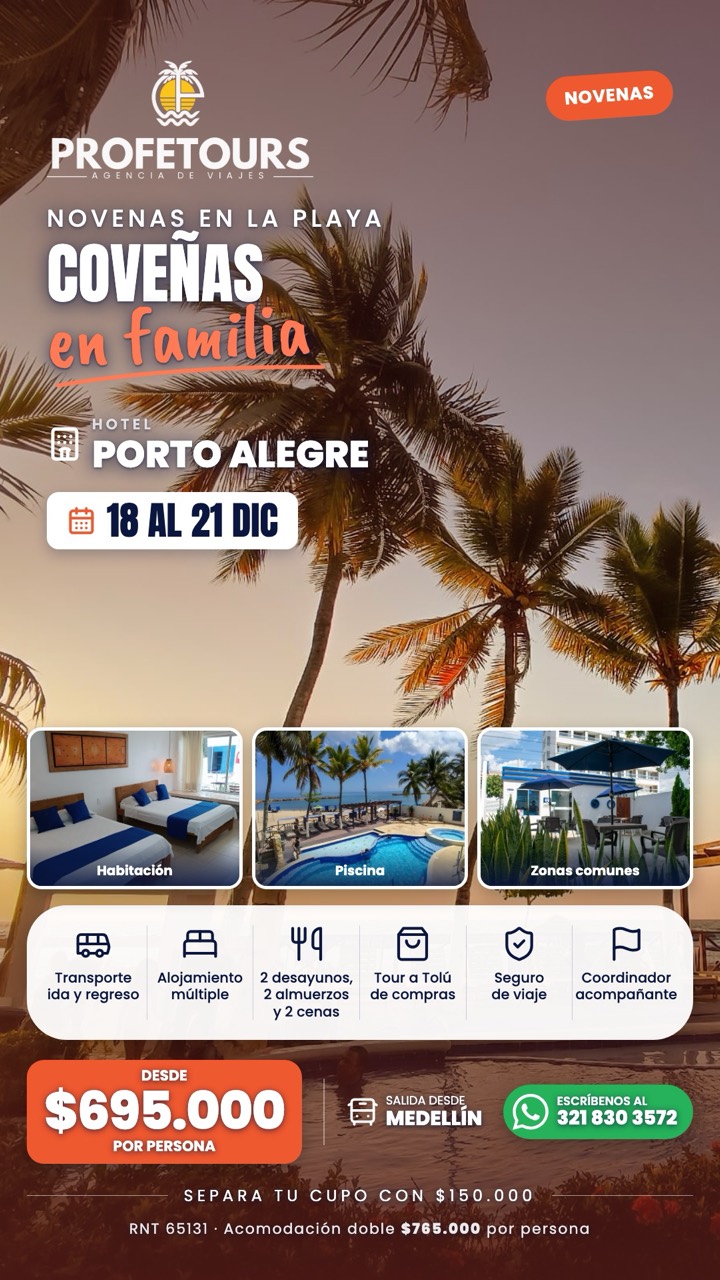 NOVENAS
PROFETOURS
AGENCIA DE VIAJES
NOVENAS EN LA PLAYA
COVEÑAS
en familia
HOTEL
PORTO ALEGRE
18 AL 21 DIC
Habitación
Piscina
Zonas comunes
Transporte
ida y regreso
Alojamiento
múltiple
2 desayunos,
2 almuerzos
y 2 cenas
Tour a Tolú
de compras
Seguro
de viaje
Coordinador
acompañante
DESDE
$695.000
POR PERSONA
SALIDA DESDE
MEDELLÍN
ESCRÍBENOS AL
321 830 3572
SEPARA TU CUPO CON $150.000
RNT 65131 · Acomodación doble $765.000 por persona